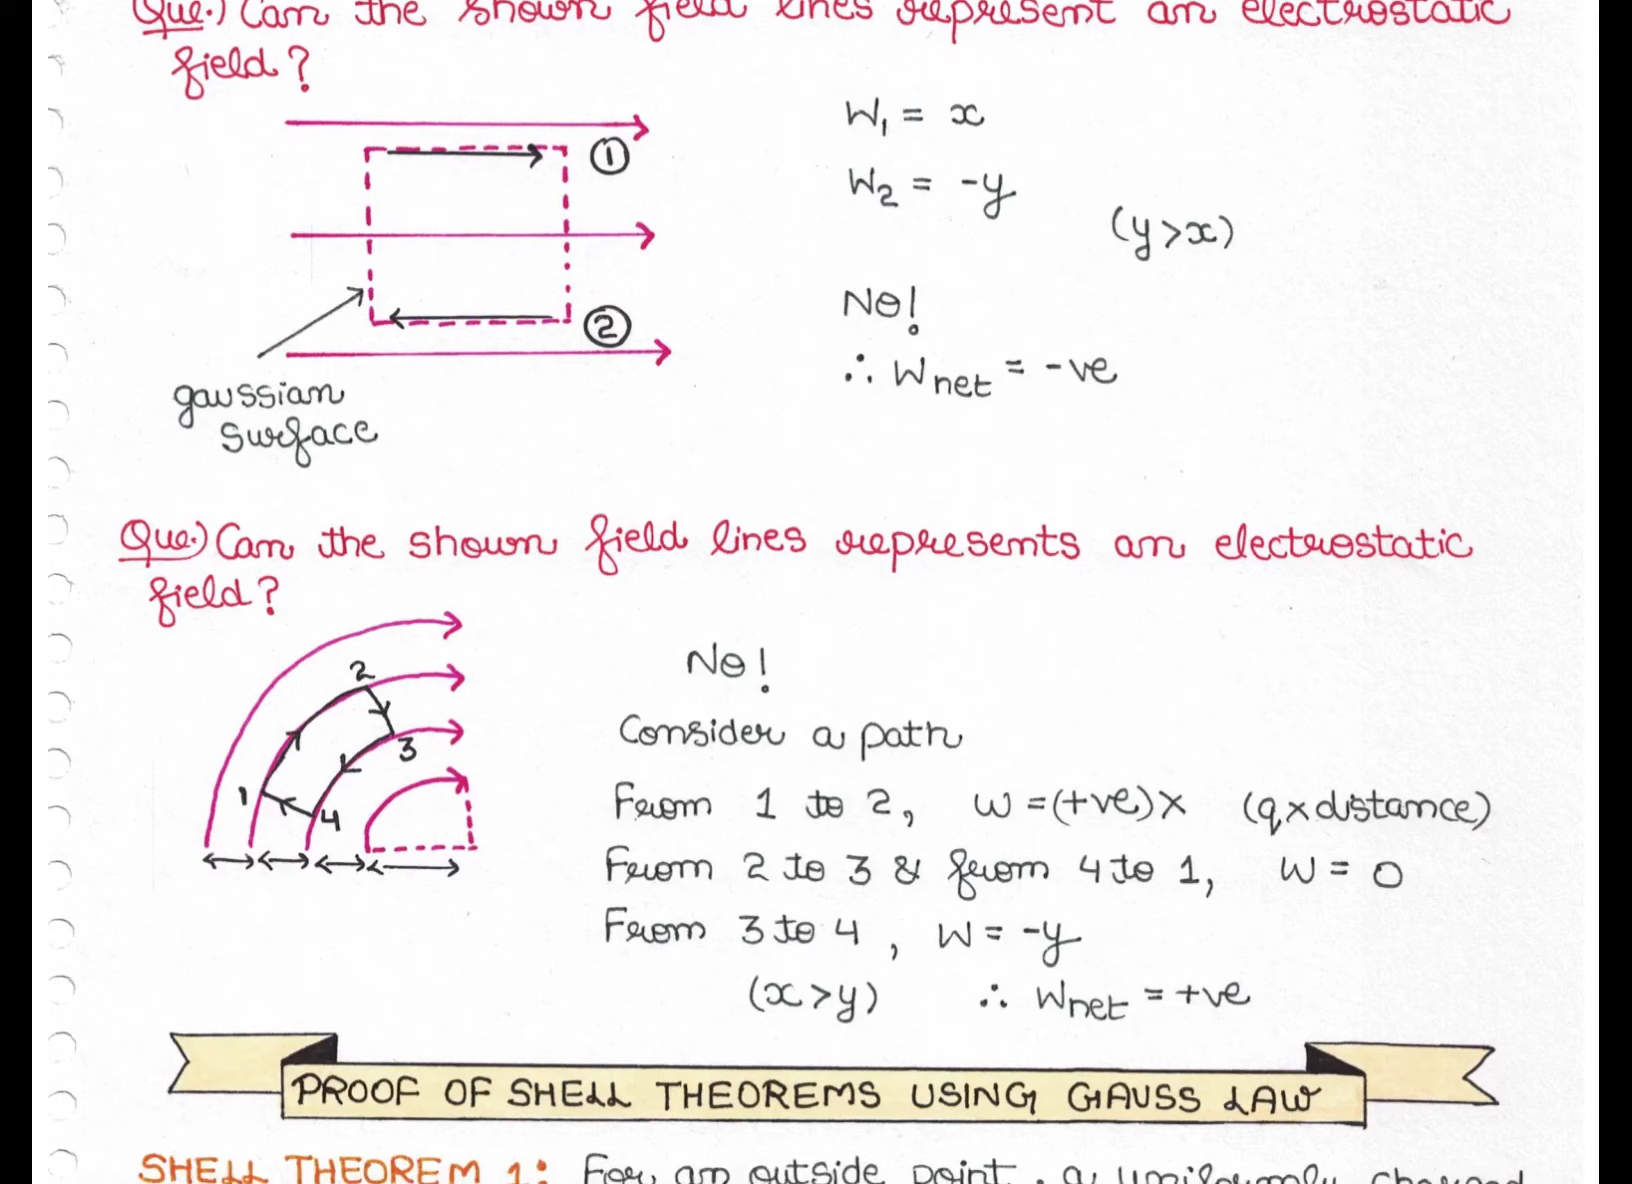 Que.) Can the shown field lines represent an electrostatic
field?
①
②
gaussian
surface
W₁ = x
W₂ = -y
(y>x)
No!
∴ Wnet = -ve
Que.) Can the shown field lines represents an electrostatic
field?
1
2
3
4
No!
Consider a path
From 1 to 2, W =(+ve)x (q x distance)
From 2 to 3 & from 4 to 1, W = 0
From 3 to 4, W = -y
(x>y) ∴ Wnet = +ve
PROOF OF SHELL THEOREMS USING GAUSS LAW
SHELL THEOREM 1: For an outside point, a uniformly charged